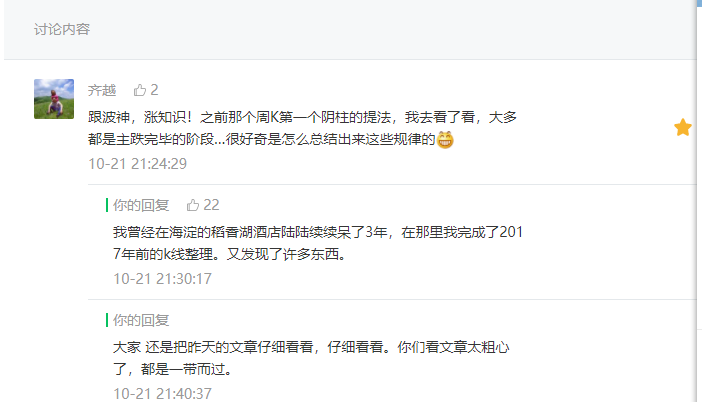 讨论内容
齐越 2
跟波神，涨知识！之前那个周K第一个阴柱的提法，我去看了看，大多
都是主跌完毕的阶段...很好奇是怎么总结出来这些规律的😁
10-21 21:24:29
你的回复 22
我曾经在海淀的稻香湖酒店陆陆续续呆了3年，在那里我完成了201
7年前的k线整理。又发现了许多东西。
10-21 21:30:17
你的回复
大家 还是把昨天的文章仔细看看，仔细看看。你们看文章太粗心
了，都是一带而过。
10-21 21:40:37